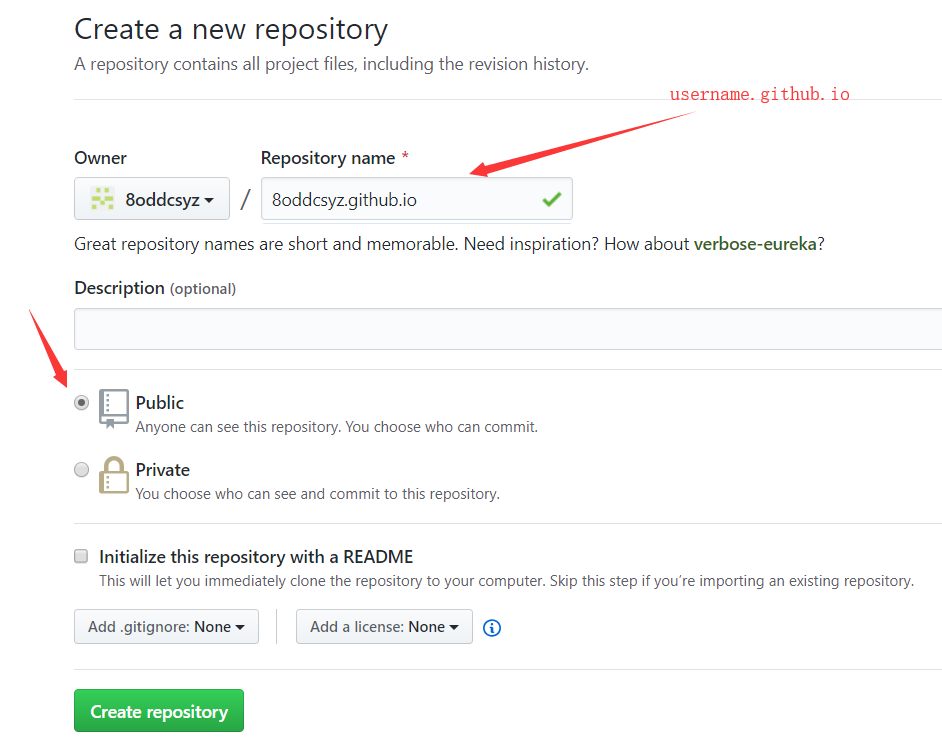 Create a new repository
A repository contains all project files, including the revision history.
username.github.io
Owner
Repository name *
8oddcsyz
/
8oddcsyz.github.io
Great repository names are short and memorable. Need inspiration? How about verbose-eureka?
Description (optional)
Public
Anyone can see this repository. You choose who can commit.
Private
You choose who can see and commit to this repository.
Initialize this repository with a README
This will let you immediately clone the repository to your computer. Skip this step if you’re importing an existing repository.
Add .gitignore: None
Add a license: None
Create repository